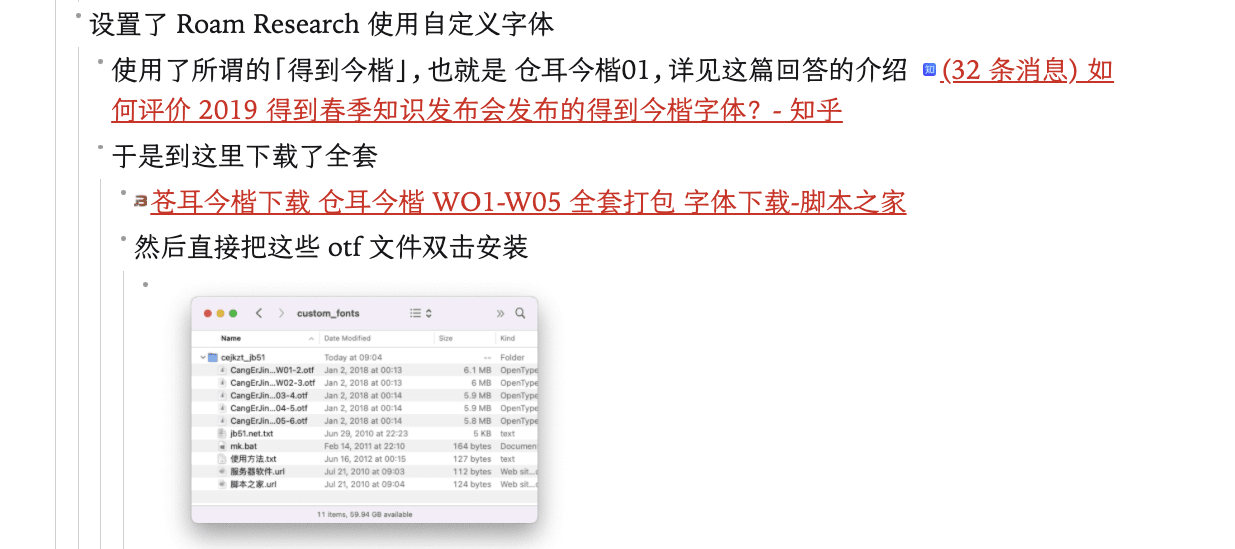 设置了 Roam Research 使用自定义字体
使用了所谓的「得到今楷」，也就是 仓耳今楷01，详见这篇回答的介绍 知 (32 条消息) 如
何评价 2019 得到春季知识发布会发布的得到今楷字体？ - 知乎
于是到这里下载了全套
苍耳今楷下载 仓耳今楷 WO1-W05 全套打包 字体下载-脚本之家
然后直接把这些 otf 文件双击安装
custom_fonts
Name Date Modified Size Kind
cejkzt_jb51 Today at 09:04 -- Folder
CangErJin...W01-2.otf Jan 2, 2018 at 00:13 6.1 MB OpenType
CangErJin...W02-3.otf Jan 2, 2018 at 00:13 6 MB OpenType
CangErJin...03-4.otf Jan 2, 2018 at 00:14 5.9 MB OpenType
CangErJin...04-5.otf Jan 2, 2018 at 00:14 5.9 MB OpenType
CangErJin...05-6.otf Jan 2, 2018 at 00:14 5.8 MB OpenType
jb51.net.txt Jun 29, 2010 at 22:23 5 KB text
mk.bat Feb 14, 2011 at 22:10 164 bytes Documen
使用方法.txt Jun 16, 2012 at 00:15 127 bytes text
服务器软件.url Jul 21, 2010 at 09:03 112 bytes Web sit...
脚本之家.url Jul 21, 2010 at 09:04 124 bytes Web sit...
11 items, 59.94 GB available